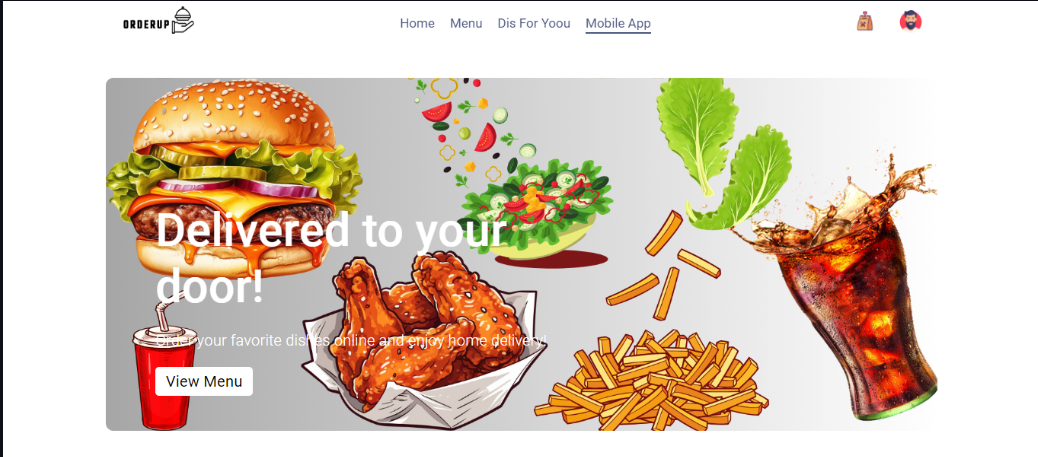 ORDERUP
Home Menu Dis For Yoou Mobile App
Delivered to your
door!
Order your favorite dishes online and enjoy home delivery!
View Menu